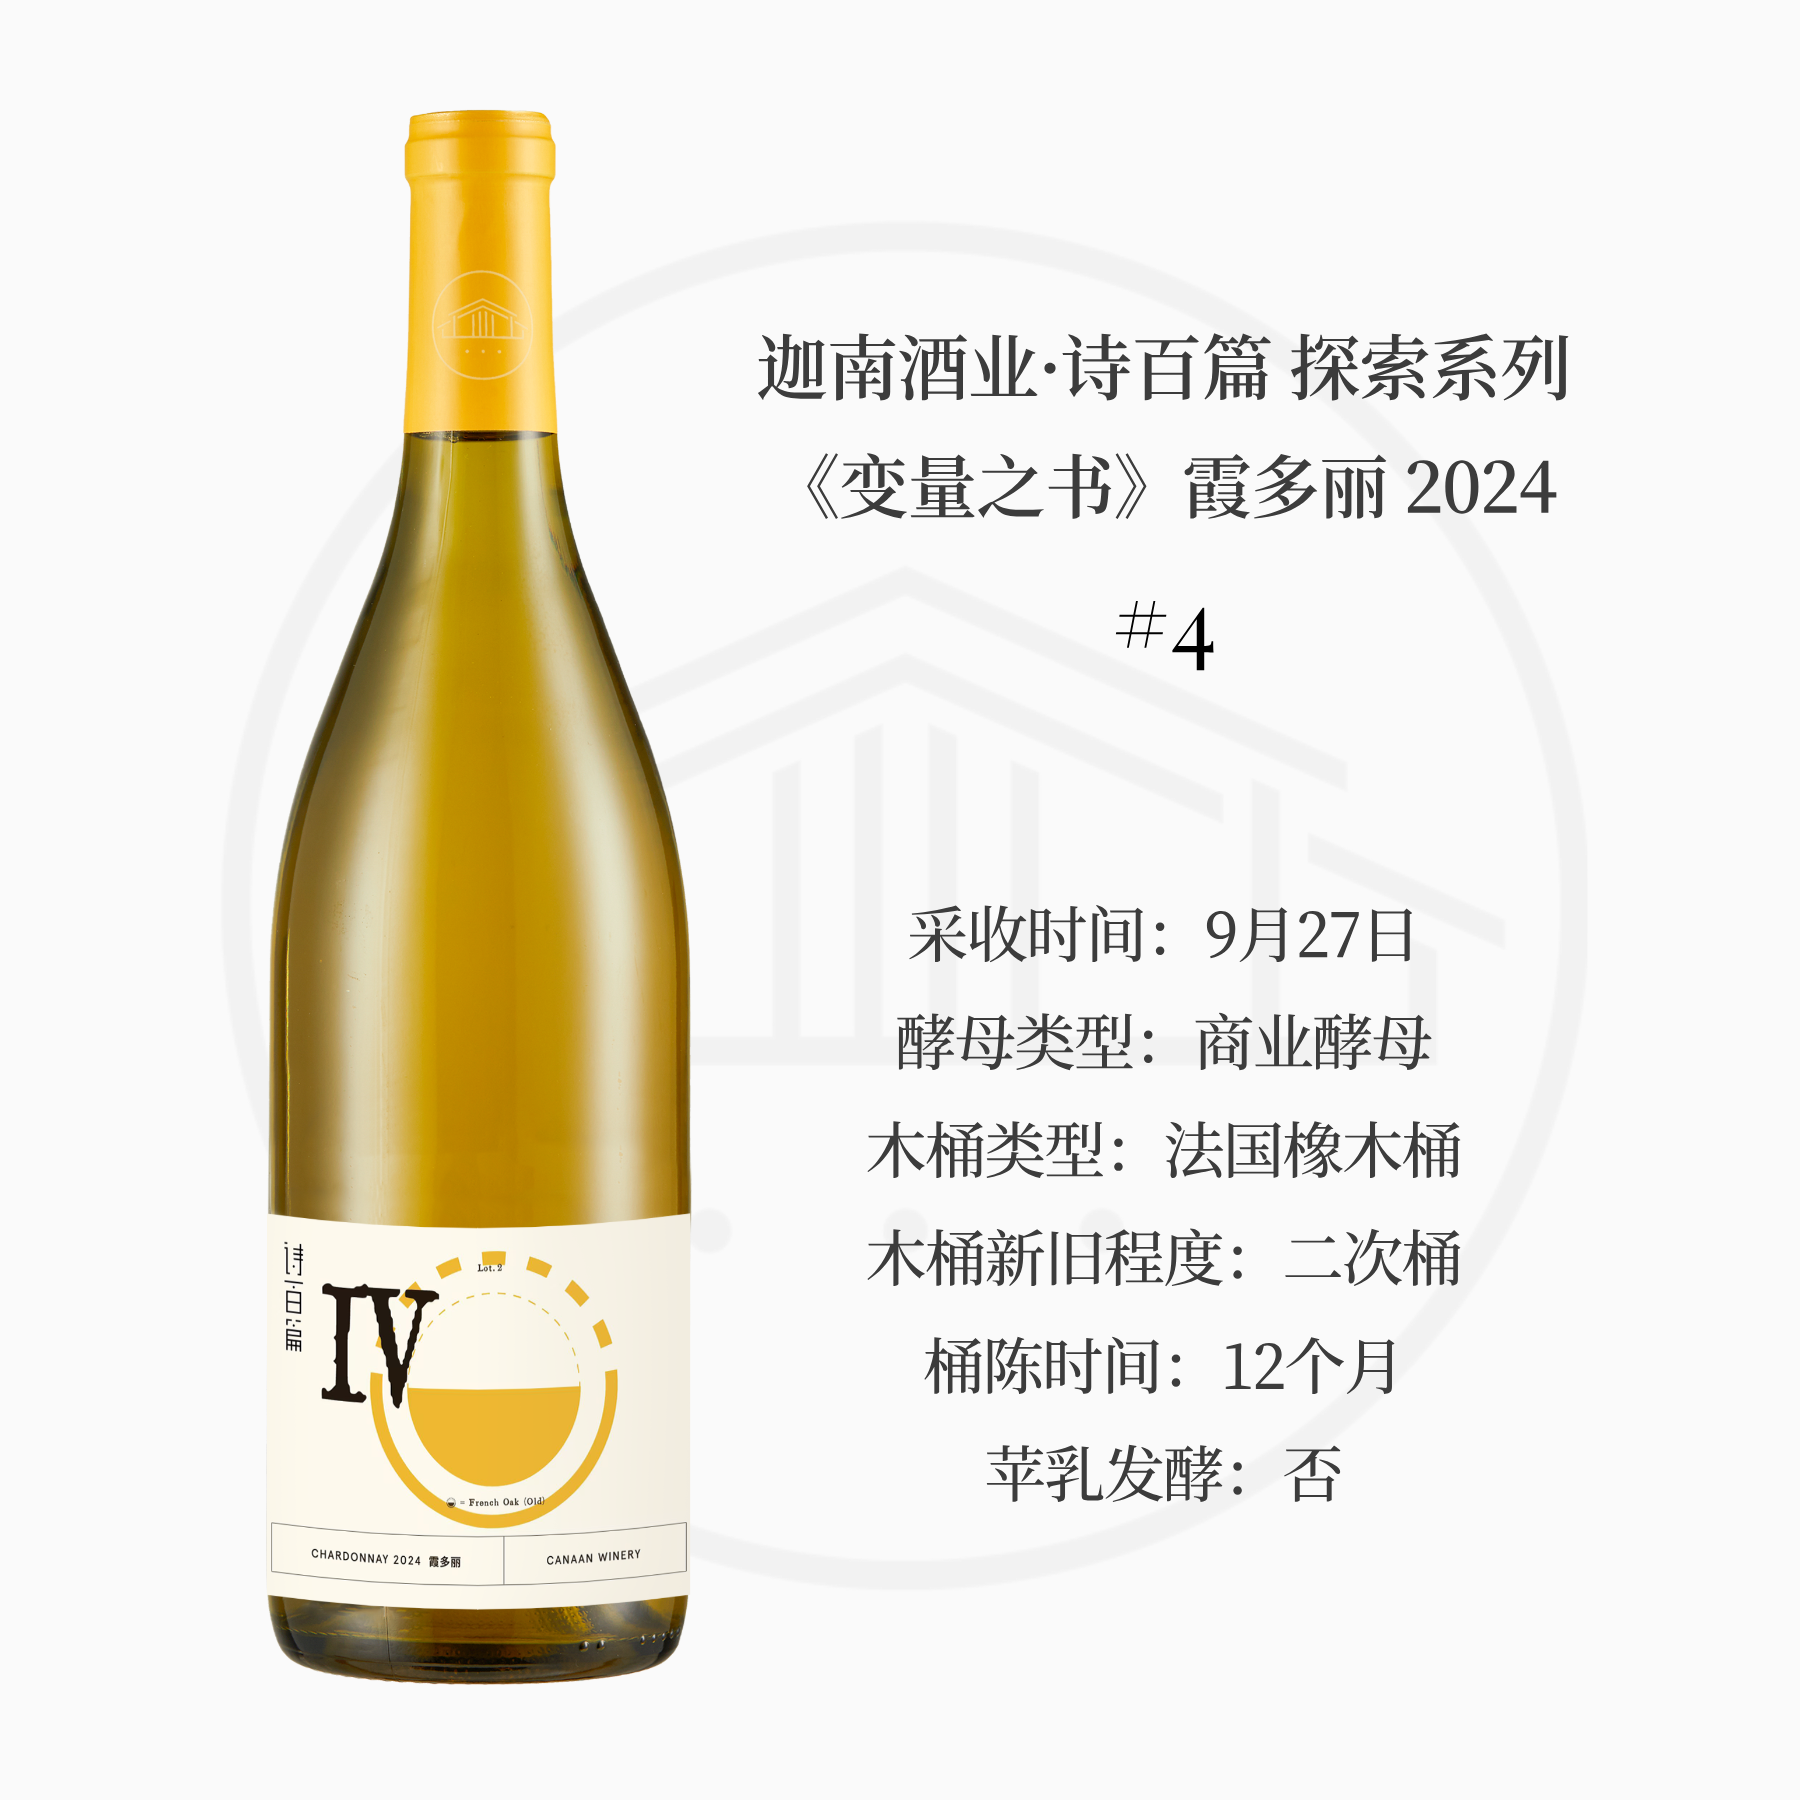 迦南酒业·诗百篇 探索系列
《变量之书》霞多丽 2024
#4
采收时间：9月27日
酵母类型：商业酵母
木桶类型：法国橡木桶
木桶新旧程度：二次桶
桶陈时间：12个月
苹乳发酵：否
诗百篇
IV
Lot. 2
= French Oak (Old)
CHARDONNAY 2024 霞多丽
CANAAN WINERY